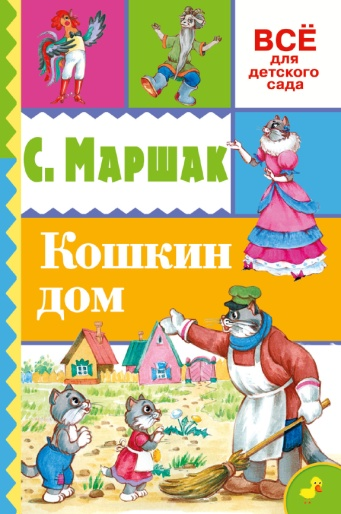 ВСЁ
для
детского
сада
С. Маршак
Кошкин
дом